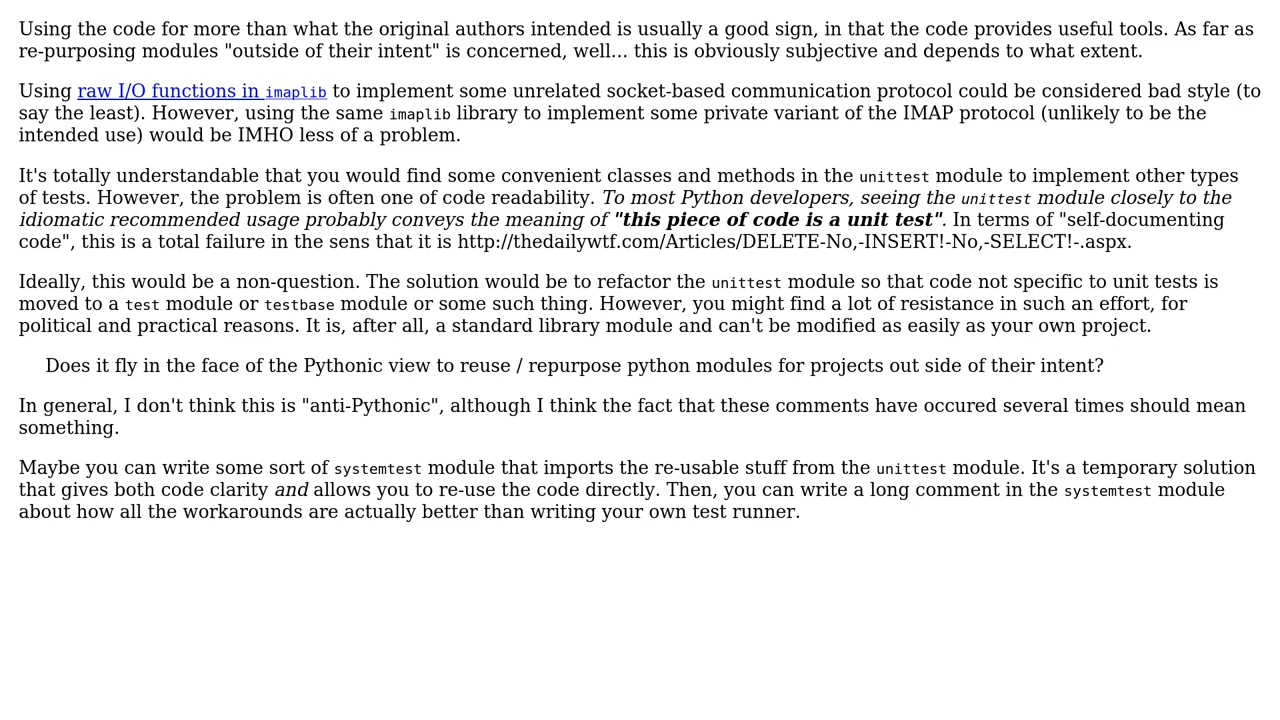 Using the code for more than what the original authors intended is usually a good sign, in that the code provides useful tools. As far as
re-purposing modules "outside of their intent" is concerned, well... this is obviously subjective and depends to what extent.
Using raw I/O functions in imaplib to implement some unrelated socket-based communication protocol could be considered bad style (to
say the least). However, using the same imaplib library to implement some private variant of the IMAP protocol (unlikely to be the
intended use) would be IMHO less of a problem.
It's totally understandable that you would find some convenient classes and methods in the unittest module to implement other types
of tests. However, the problem is often one of code readability. To most Python developers, seeing the unittest module closely to the
idiomatic recommended usage probably conveys the meaning of "this piece of code is a unit test". In terms of "self-documenting
code", this is a total failure in the sens that it is http://thedailywtf.com/Articles/DELETE-No,-INSERT!-No,-SELECT!-.aspx.
Ideally, this would be a non-question. The solution would be to refactor the unittest module so that code not specific to unit tests is
moved to a test module or testbase module or some such thing. However, you might find a lot of resistance in such an effort, for
political and practical reasons. It is, after all, a standard library module and can't be modified as easily as your own project.
Does it fly in the face of the Pythonic view to reuse / repurpose python modules for projects out side of their intent?
In general, I don't think this is "anti-Pythonic", although I think the fact that these comments have occured several times should mean
something.
Maybe you can write some sort of systemtest module that imports the re-usable stuff from the unittest module. It's a temporary solution
that gives both code clarity and allows you to re-use the code directly. Then, you can write a long comment in the systemtest module
about how all the workarounds are actually better than writing your own test runner.